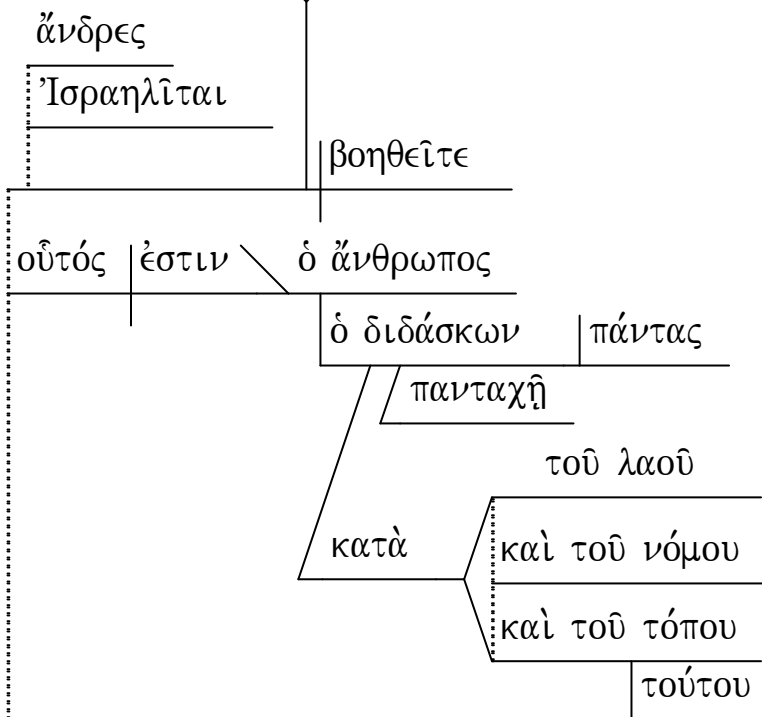 ἄνδρες
Ἰσραηλῖται
βοηθεῖτε
οὗτός ἐστιν ὁ ἄνθρωπος
ὁ διδάσκων πάντας
πανταχῇ
τοῦ λαοῦ
κατὰ καὶ τοῦ νόμου
καὶ τοῦ τόπου
τούτου